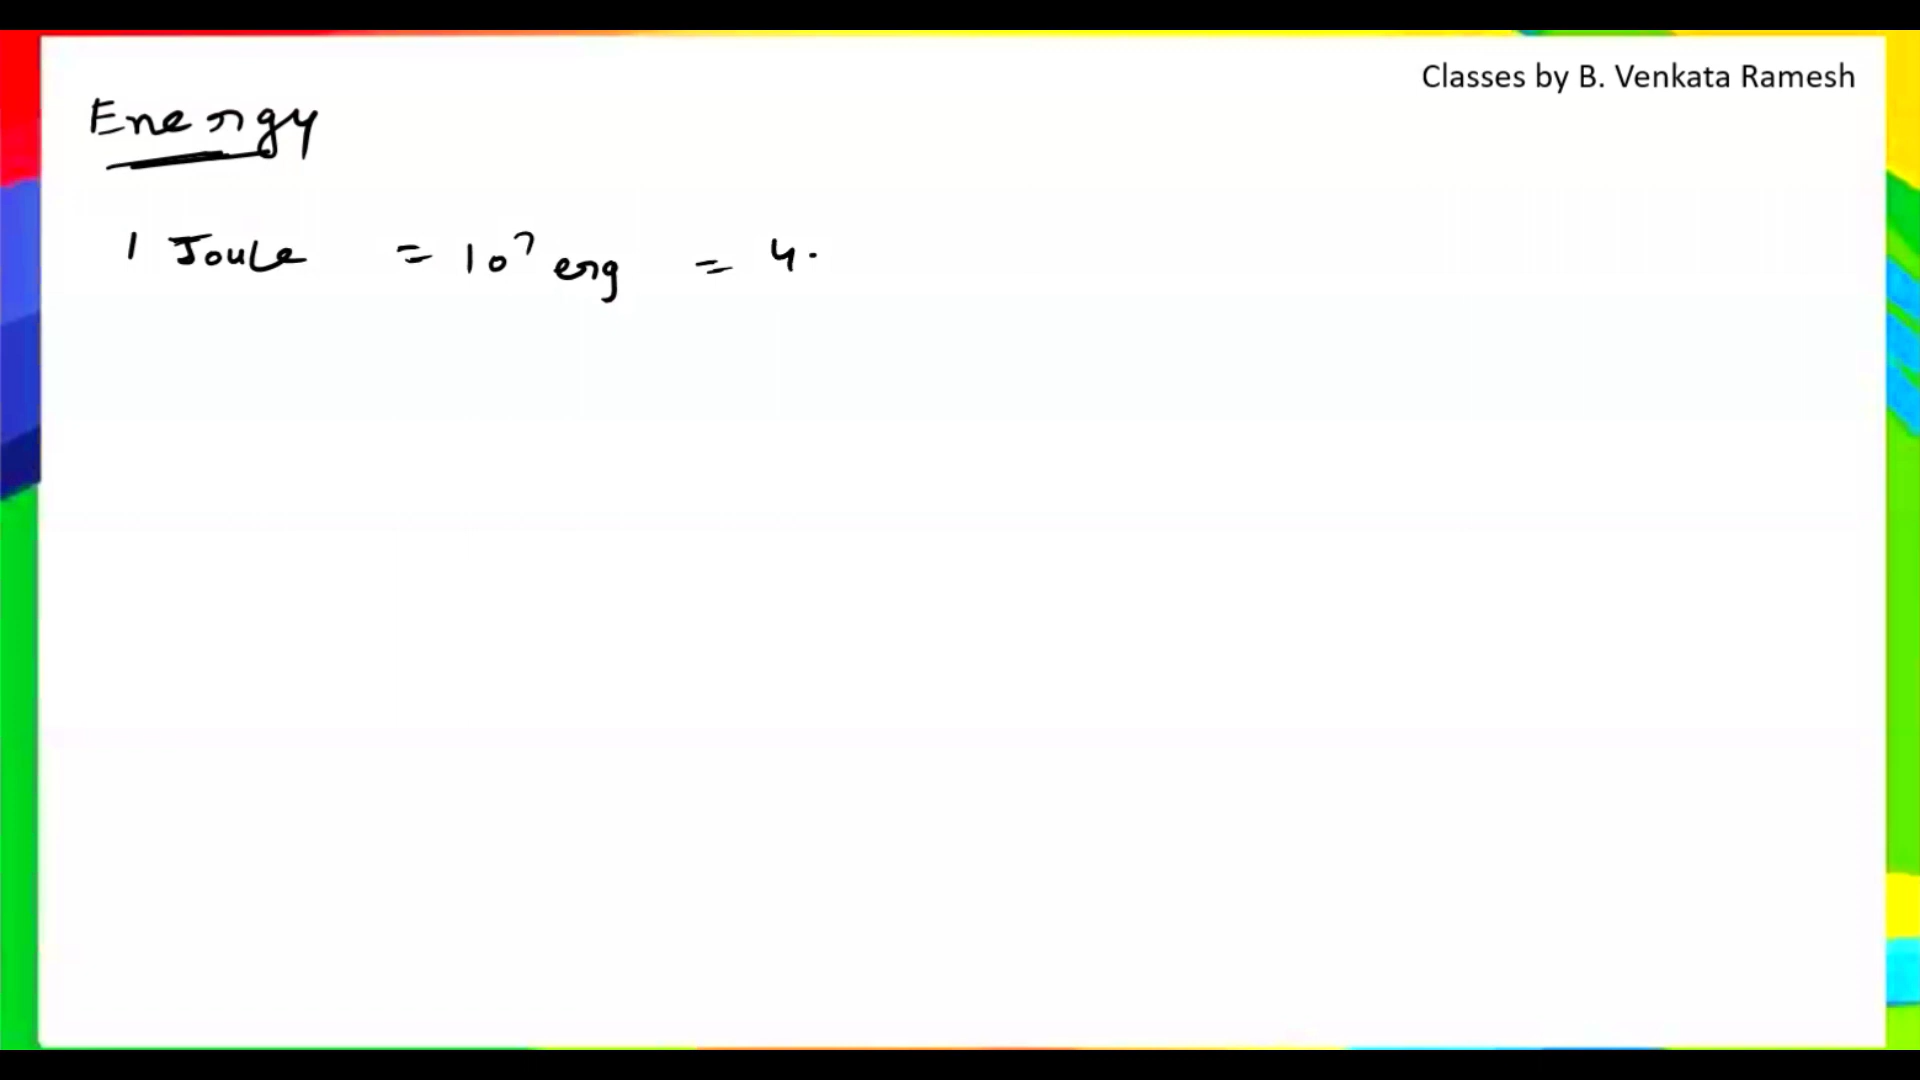 Classes by B. Venkata Ramesh
Energy
1 Joule = 10⁷ erg = 4.